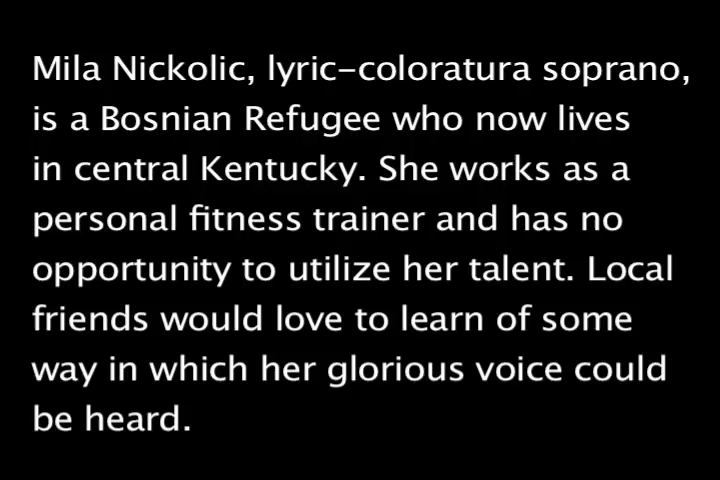 Mila Nickolic, lyric-coloratura soprano,
is a Bosnian Refugee who now lives
in central Kentucky. She works as a
personal fitness trainer and has no
opportunity to utilize her talent. Local
friends would love to learn of some
way in which her glorious voice could
be heard.